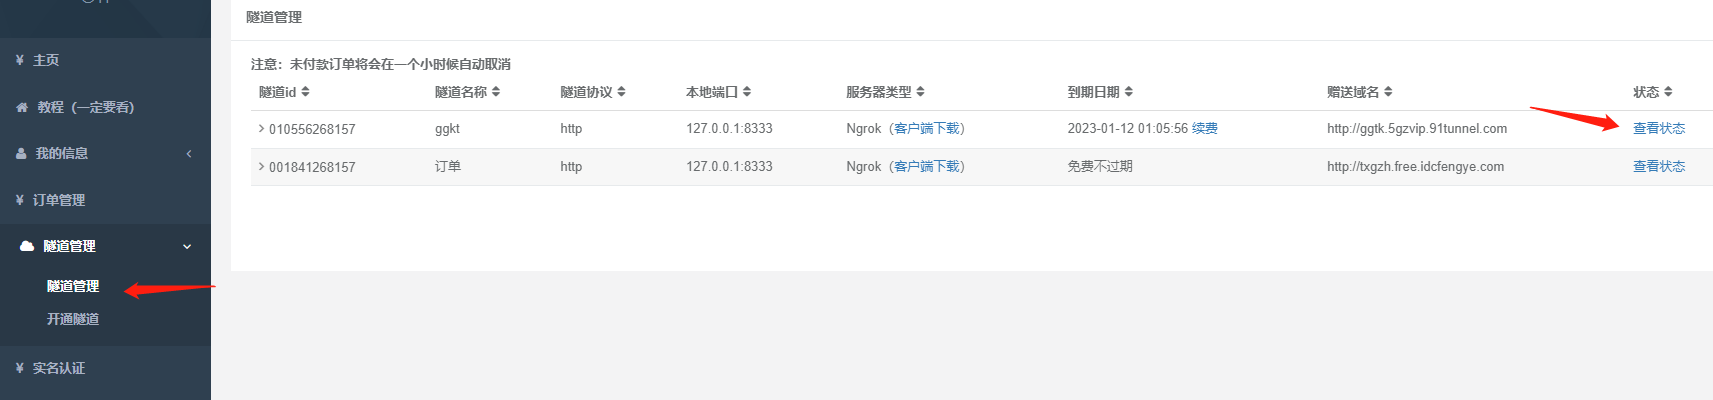 隧道管理
¥ 主页
教程（一定要看）
我的信息
¥ 订单管理
隧道管理
隧道管理
开通隧道
¥ 实名认证
注意：未付款订单将会在一个小时候自动取消
隧道id 隧道名称 隧道协议 本地端口 服务器类型 到期日期 赠送域名 状态
010556268157 ggkt http 127.0.0.1:8333 Ngrok（客户端下载） 2023-01-12 01:05:56 续费 http://ggtk.5gzvip.91tunnel.com 查看状态
001841268157 订单 http 127.0.0.1:8333 Ngrok（客户端下载） 免费不过期 http://txgzh.free.idcfengye.com 查看状态